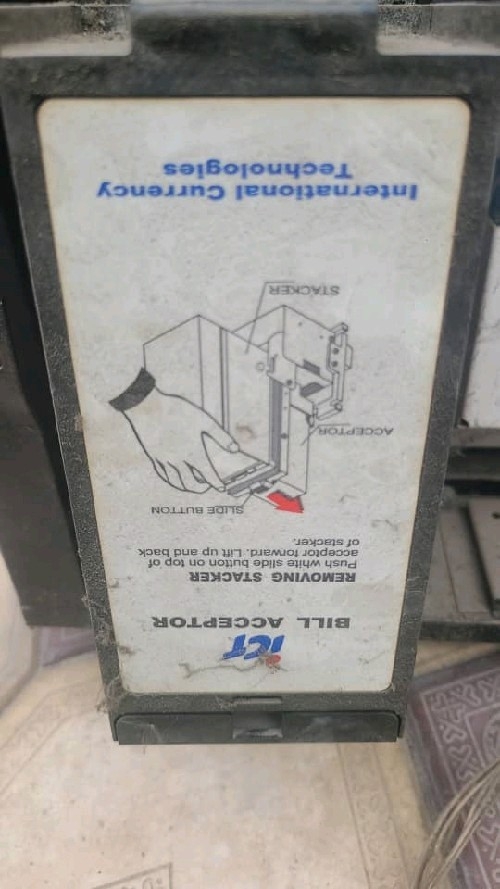 ICT
BILL ACCEPTOR
REMOVING STACKER
Push white slide button on top of
acceptor forward. Lift up and back
of stacker.
SLIDE BUTTON
ACCEPTOR
STACKER
International Currency
Technologies